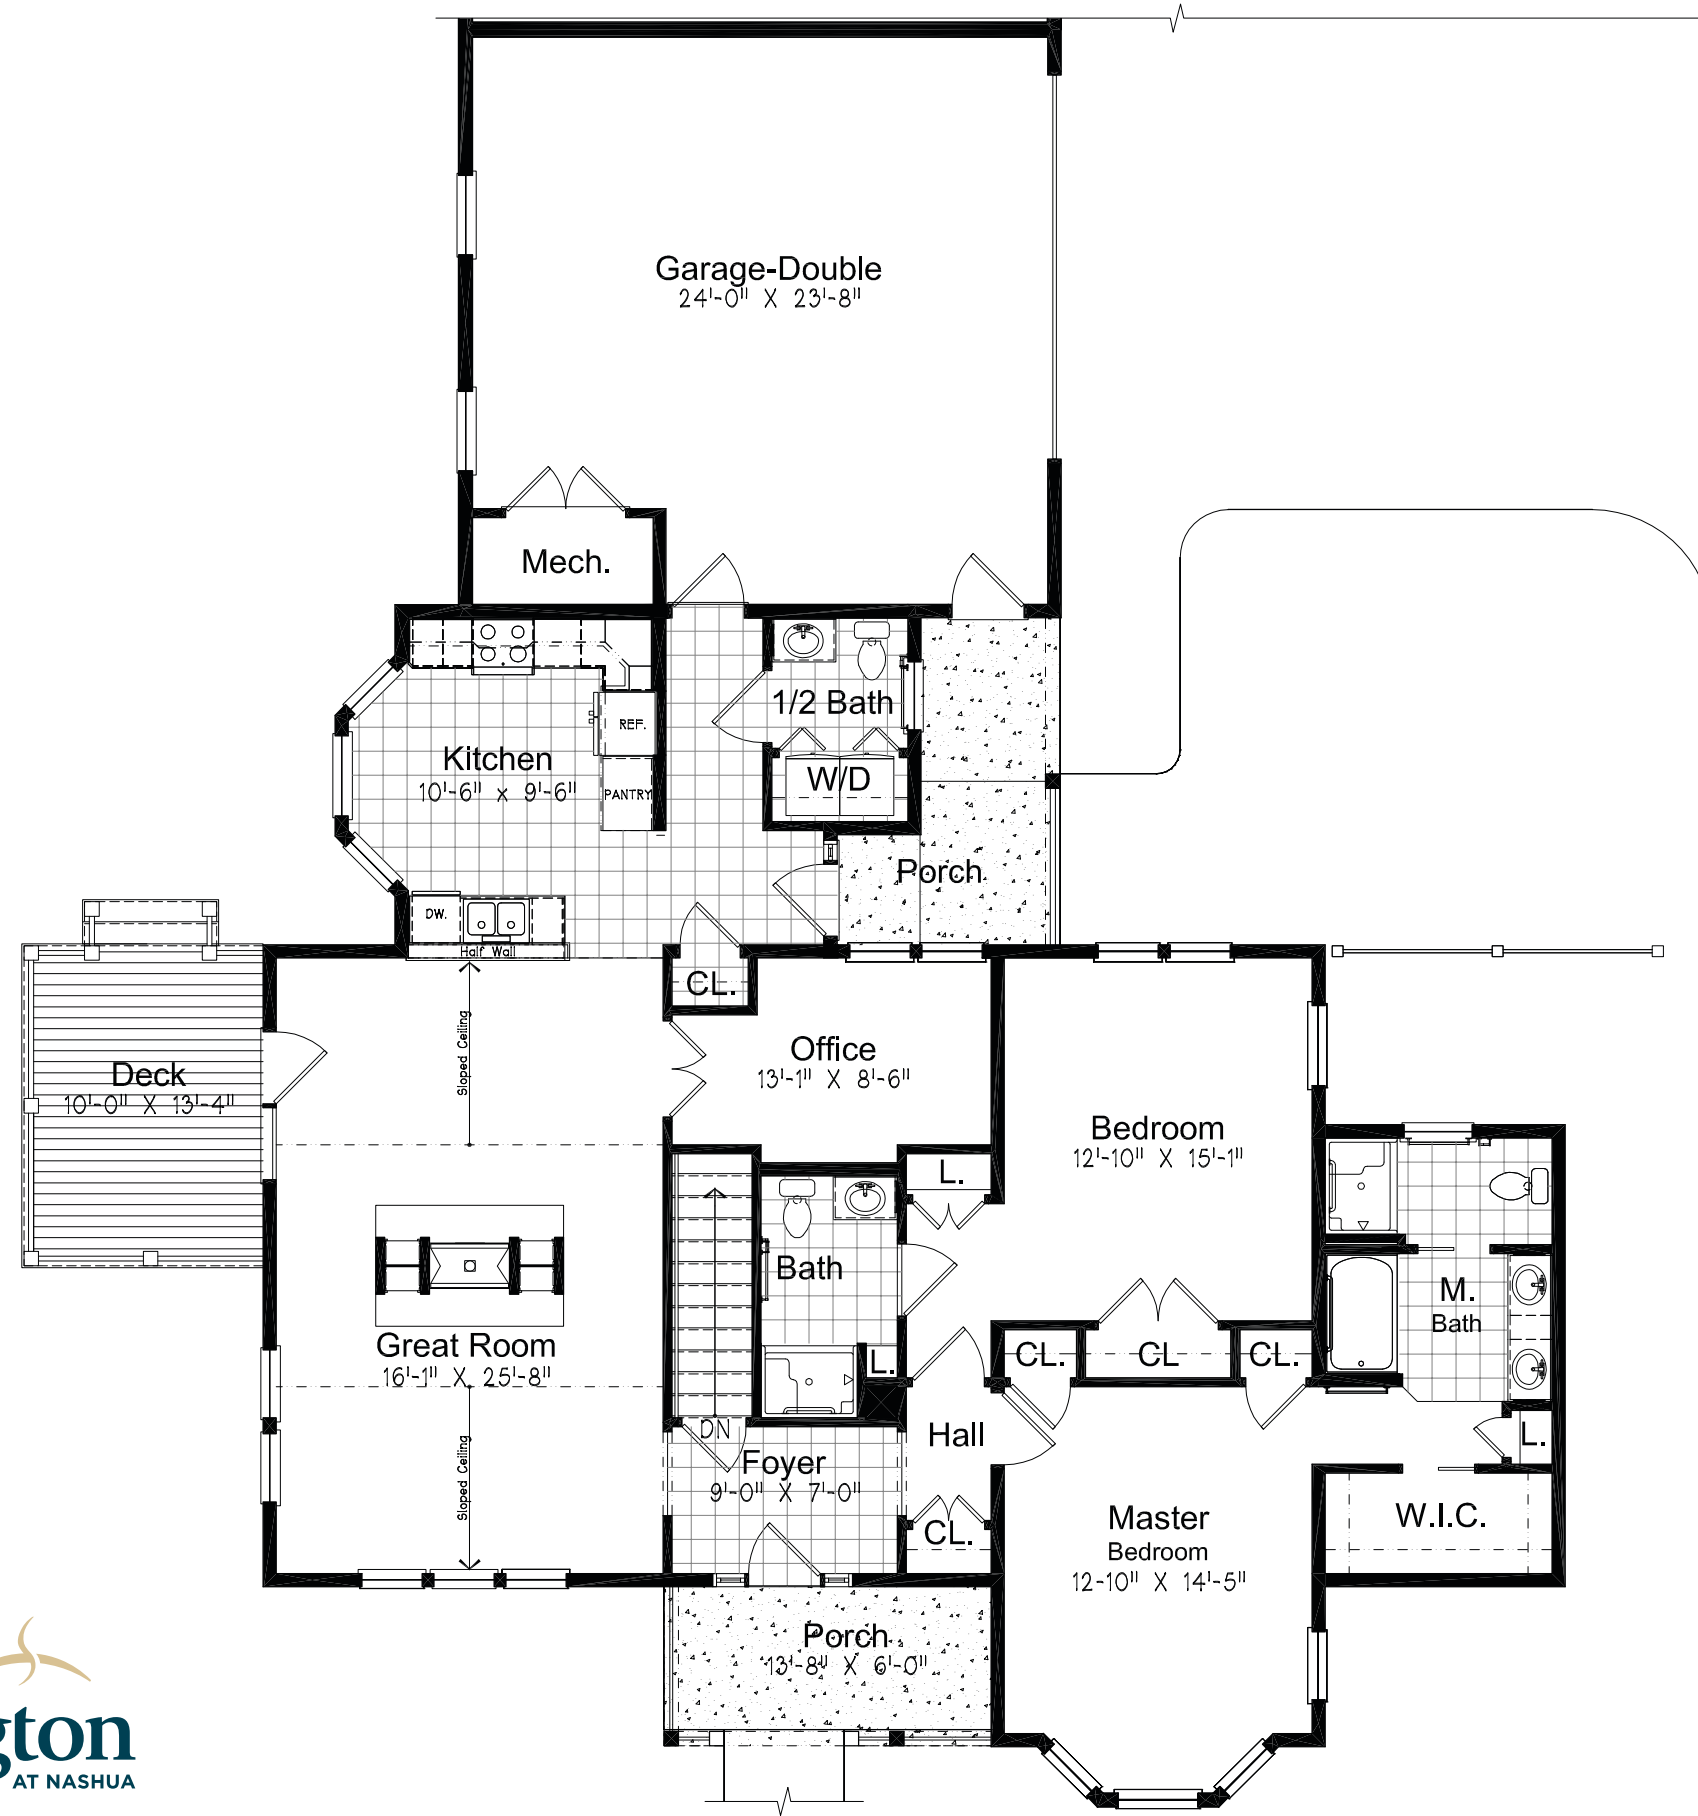 Garage-Double
24'-0" X 23'-8"
Mech.
1/2 Bath
REF.
Kitchen
10'-6" x 9'-6"
PANTRY
W/D
Porch
DW.
Half Wall
CL.
Sloped Ceiling
Office
13'-1" X 8'-6"
Deck
10'-0" X 13'-4"
Bedroom
12'-10" X 15'-1"
L.
Bath
M.
Bath
Great Room
16'-1" X 25'-8"
L.
CL.
CL
CL.
DN
Hall
L.
Foyer
9'-0" X 7'-0"
Sloped Ceiling
CL.
W.I.C.
Master
Bedroom
12-10" X 14'-5"
Porch
13'-8" X 6'-0"
gton
AT NASHUA